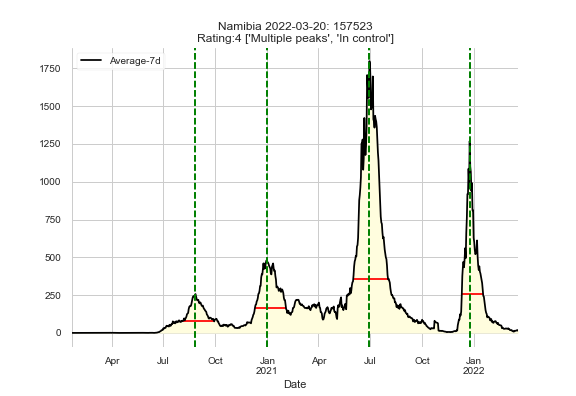 Namibia 2022-03-20: 157523
Rating:4 ['Multiple peaks', 'In control']
Average-7d
1750
1500
1250
1000
750
500
250
0
Apr Jul Oct Jan Apr Jul Oct Jan
2021 2022
Date